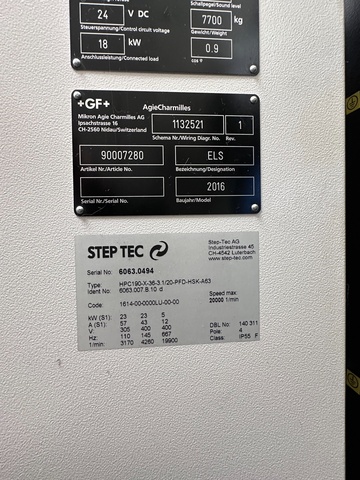 Schallpegel/Sound level
24 V DC 7700 kg
Steuerspannung/Control circuit voltage Gewicht/Weight
18 kW 0.9
Anschlussleistung/Connected load cos φ
+GF+ AgieCharmilles
Mikron Agie Charmilles AG
Ipsachstrasse 16
CH-2560 Nidau/Switzerland
1132521 1
Schema Nr./Wiring Diagr. No. Rev.
90007280 ELS
Artikel Nr./Article No. Bezeichnung/Designation
2016
Serial Nr./Serial No. Baujahr/Model
STEP TEC
Step-Tec AG
Industriestrasse 45
CH-4542 Luterbach
www.step-tec.com
Serial No: 6063.0494
Type: HPC190-X-36-3.1/20-PFD-HSK-A63
Ident No: 6063.007.B.10 d
Speed max:
Code: 1614-00-0000LU-00-00 20000 1/min
kW (S1): 23 23 5
A (S1): 57 43 12
V: 305 400 400 DBL No: 140 311
Hz: 110 145 667 Pole: 4
1/min: 3170 4260 19900 Class: IP55 F